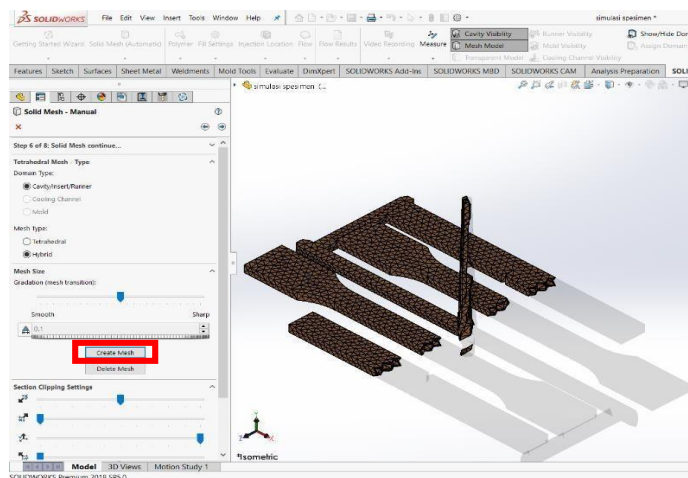 SOLIDWORKS File Edit View Insert Tools Window Help simulasi spesimen *
Getting Started Wizard Solid Mesh (Automatic) Polymer Fill Settings Injection Location Flow Flow Results Video Recording Measure Cavity Visibility Runner Visibility Show/Hide Dom
Mesh Model Mold Visibility Assign Domain
Transparent Model Cooling Channel Visibility
Features Sketch Surfaces Sheet Metal Weldments Mold Tools Evaluate DimXpert SOLIDWORKS Add-Ins SOLIDWORKS MBD SOLIDWORKS CAM Analysis Preparation SOLI
simulasi spesimen (...
Solid Mesh - Manual
Step 6 of 8: Solid Mesh continue...
Tetrahedral Mesh - Type
Domain Type:
Cavity/Insert/Runner
Cooling Channel
Mold
Mesh Type:
Tetrahedral
Hybrid
Mesh Size
Gradation (mesh transition):
Smooth Sharp
0.1
Create Mesh
Delete Mesh
Section Clipping Settings
*Isometric
Model 3D Views Motion Study 1
SOLIDWORKS Premium 2019 SP5.0